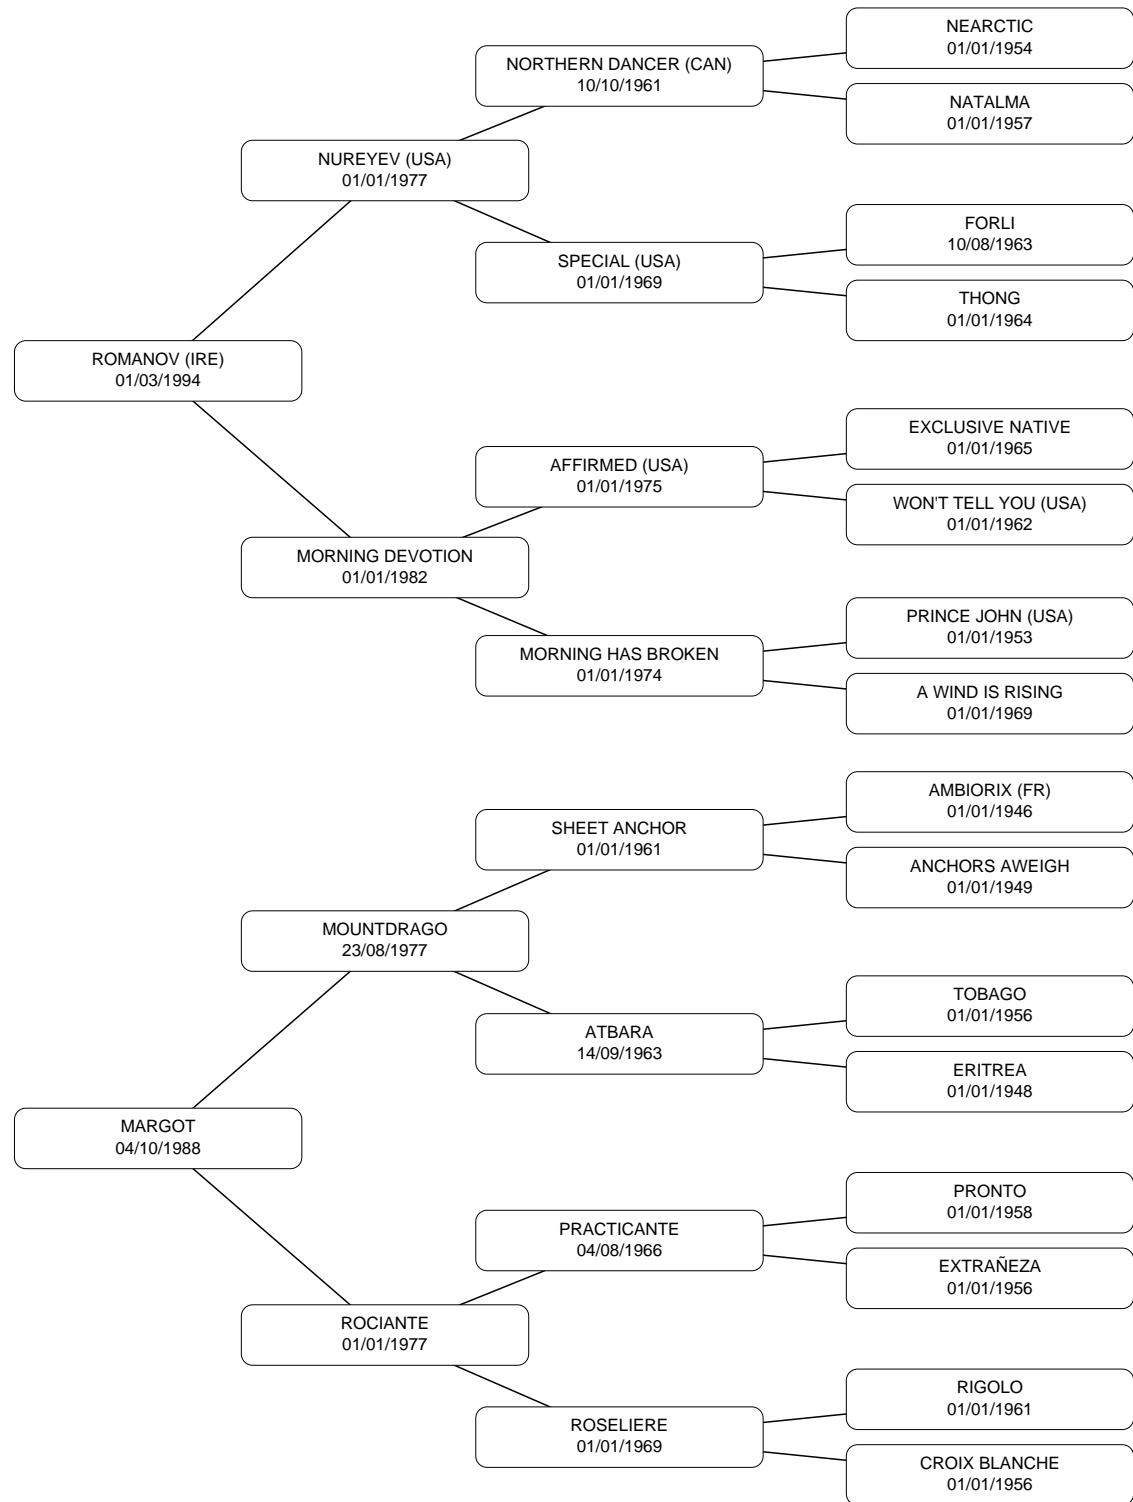 NEARCTIC
01/01/1954
NORTHERN DANCER (CAN)
10/10/1961
NATALMA
01/01/1957
NUREYEV (USA)
01/01/1977
FORLI
10/08/1963
SPECIAL (USA)
01/01/1969
THONG
01/01/1964
ROMANOV (IRE)
01/03/1994
EXCLUSIVE NATIVE
01/01/1965
AFFIRMED (USA)
01/01/1975
WON'T TELL YOU (USA)
01/01/1962
MORNING DEVOTION
01/01/1982
PRINCE JOHN (USA)
01/01/1953
MORNING HAS BROKEN
01/01/1974
A WIND IS RISING
01/01/1969
AMBIORIX (FR)
01/01/1946
SHEET ANCHOR
01/01/1961
ANCHORS AWEIGH
01/01/1949
MOUNTDRAGO
23/08/1977
TOBAGO
01/01/1956
ATBARA
14/09/1963
ERITREA
01/01/1948
MARGOT
04/10/1988
PRONTO
01/01/1958
PRACTICANTE
04/08/1966
EXTRAÑEZA
01/01/1956
ROCIANTE
01/01/1977
RIGOLO
01/01/1961
ROSELIERE
01/01/1969
CROIX BLANCHE
01/01/1956